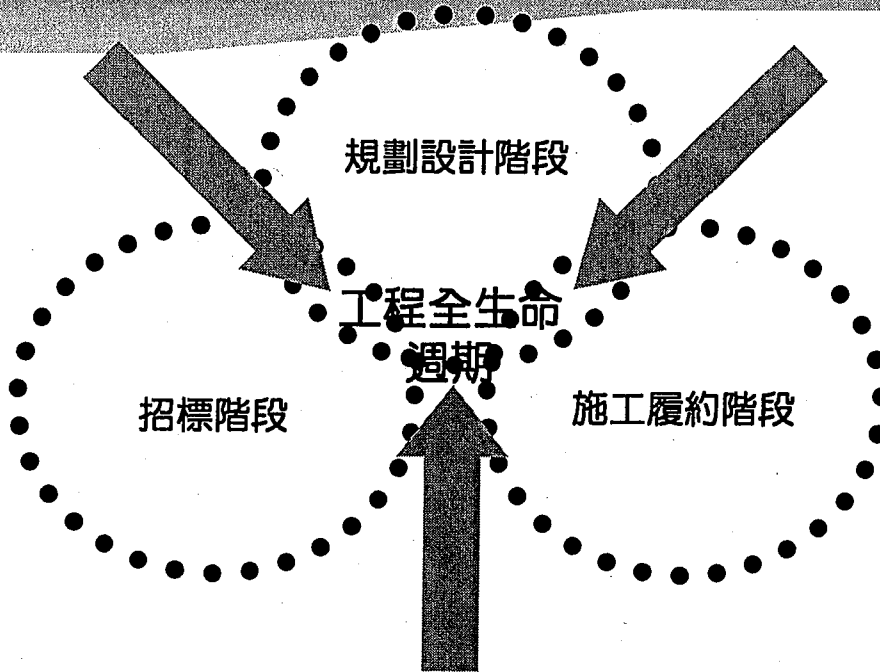 規劃設計階段
工程全生命
週期
招標階段
施工履約階段